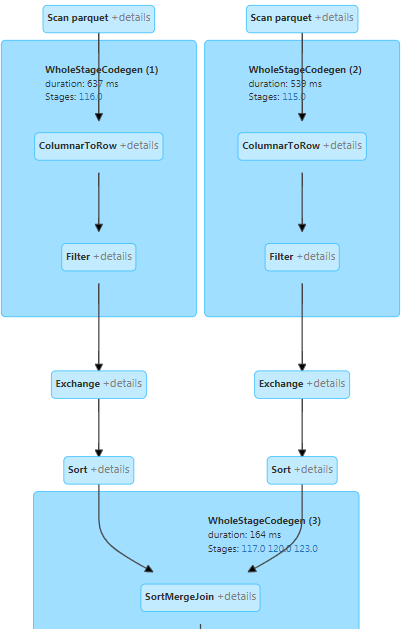 Scan parquet +details
Scan parquet +details
WholeStageCodegen (1)
duration: 637 ms
Stages: 116.0
WholeStageCodegen (2)
duration: 539 ms
Stages: 115.0
ColumnarToRow +details
ColumnarToRow +details
Filter +details
Filter +details
Exchange +details
Exchange +details
Sort +details
Sort +details
WholeStageCodegen (3)
duration: 164 ms
Stages: 117.0 120.0 123.0
SortMergeJoin +details